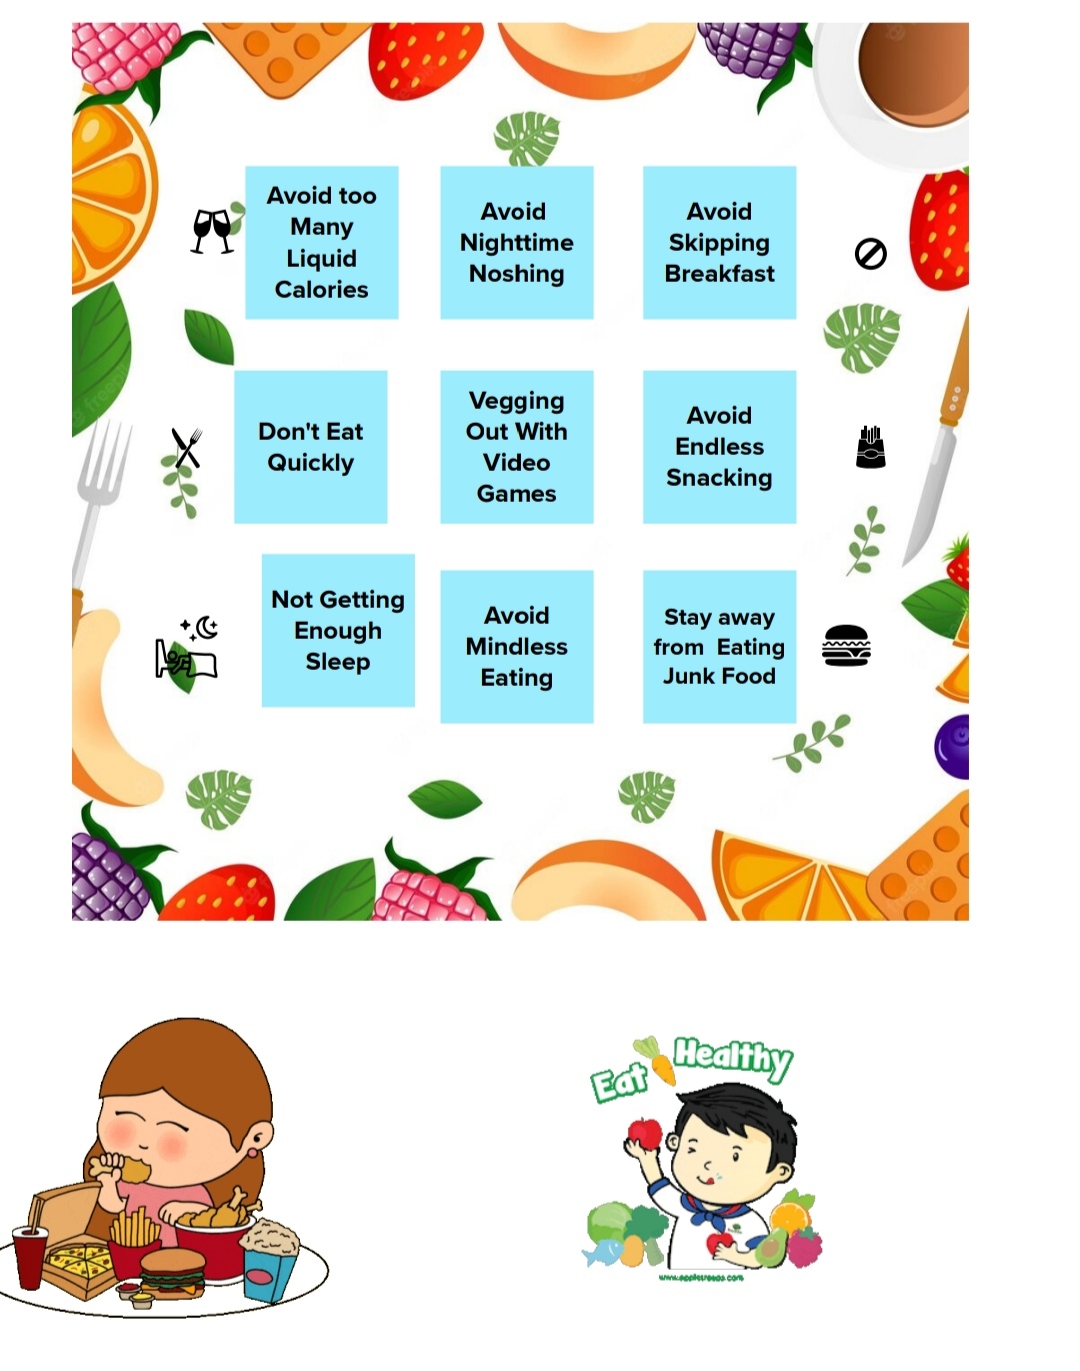 Avoid too
Many
Liquid
Calories
Avoid
Nighttime
Noshing
Avoid
Skipping
Breakfast
Don't Eat
Quickly
Vegging
Out With
Video
Games
Avoid
Endless
Snacking
Not Getting
Enough
Sleep
Avoid
Mindless
Eating
Stay away
from Eating
Junk Food
Eat Healthy